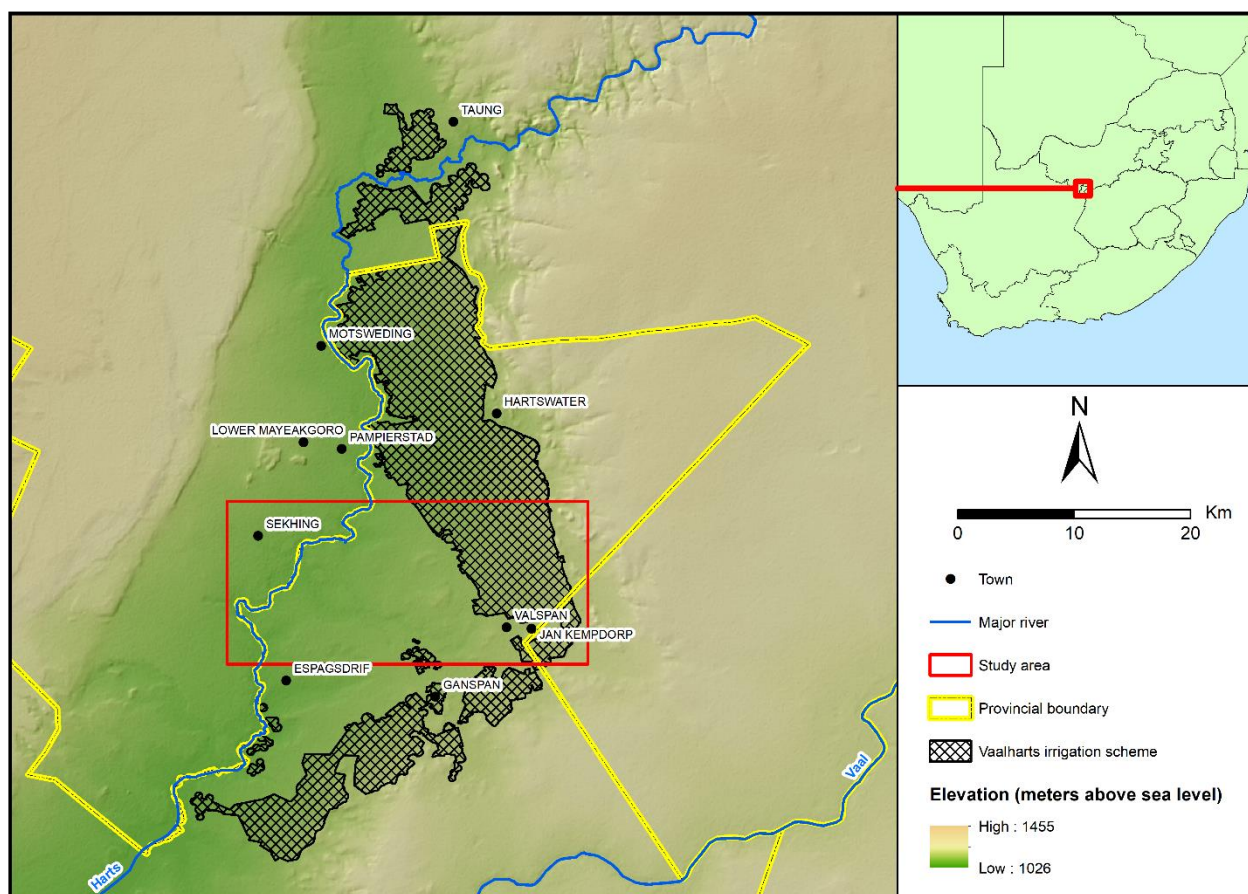 TAUNG
MOTSWEDING
HARTSWATER
LOWER MAYEAKGORO
PAMPIERSTAD
SEKHING
VALSPAN
JAN KEMPDORP
ESPAGSDRIF
GANSPAN
Vaal
Harts
N
Km
0 10 20
Town
Major river
Study area
Provincial boundary
Vaalharts irrigation scheme
Elevation (meters above sea level)
High : 1455
Low : 1026